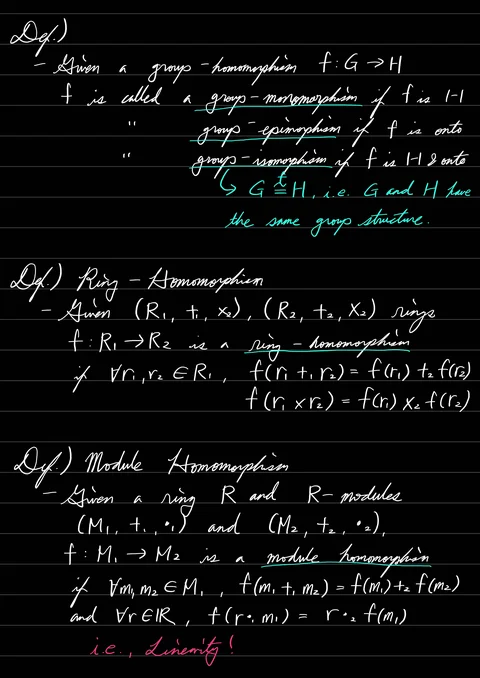 Def.)
- Given a group-homomorphism f: G → H
f is called a group-monomorphism if f is 1-1
" group-epimorphism if f is onto
" group-isomorphism if f is 1-1 & onto
↳ G ≅ᶠ H, i.e. G and H have
the same group structure.
Def.) Ring-Homomorphism
- Given (R₁, +₁, ×₂), (R₂, +₂, ×₂) rings
f: R₁ → R₂ is a ring-homomorphism
if ∀r₁,r₂ ∈ R₁, f(r₁ +₁ r₂) = f(r₁) +₂ f(r₂)
f(r₁ × r₂) = f(r₁) ×₂ f(r₂)
Def.) Module Homomorphism
- Given a ring R and R-modules
(M₁, +₁, •₁) and (M₂, +₂, •₂),
f: M₁ → M₂ is a module homomorphism
if ∀m₁,m₂ ∈ M₁, f(m₁ +₁ m₂) = f(m₁) +₂ f(m₂)
and ∀r∈ℝ, f(r •₁ m₁) = r •₂ f(m₁)
i.e., Linearity!